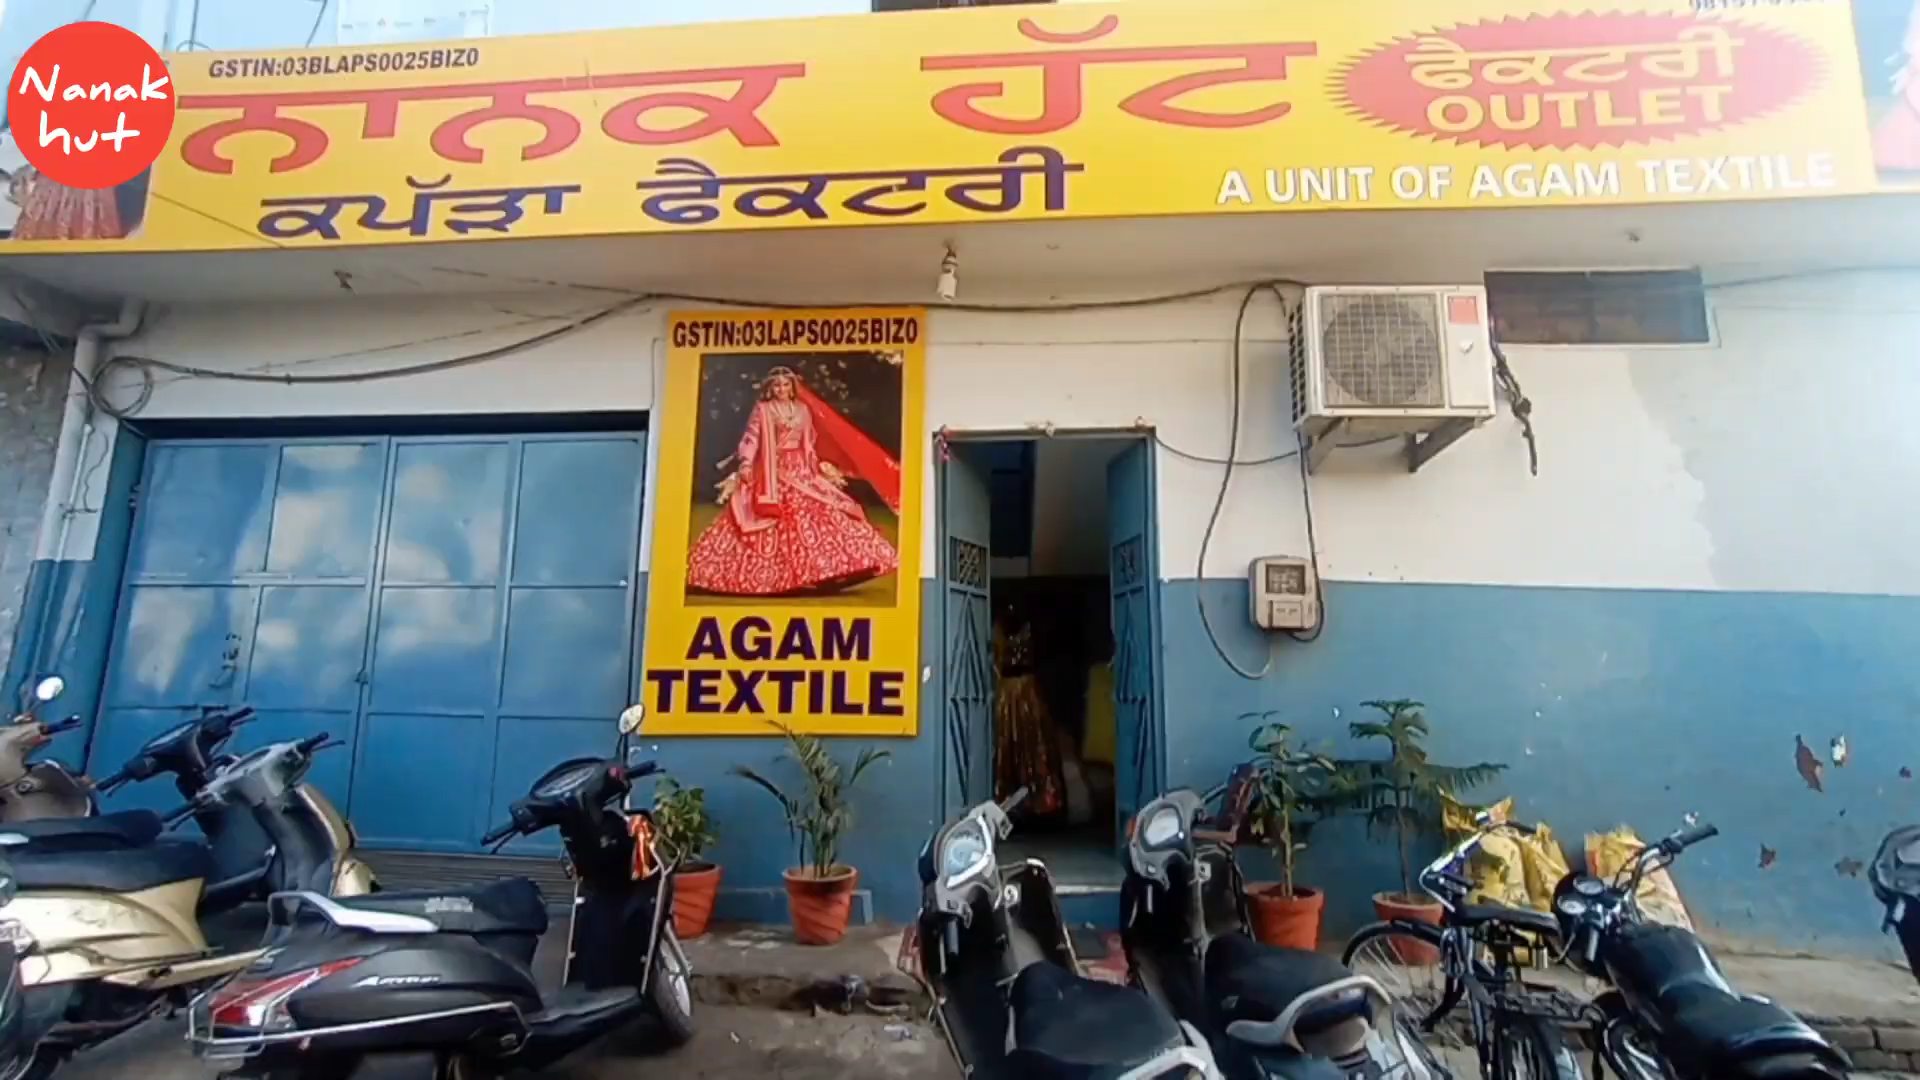 Nanak
hut
GSTIN:03BLAPS0025BIZ0
ਨਾਨਕ ਹੱਟ
ਫੈਕਟਰੀ
OUTLET
ਕਪੱੜਾ ਫੈਕਟਰੀ
A UNIT OF AGAM TEXTILE
GSTIN:03LAPS0025BIZ0
AGAM
TEXTILE